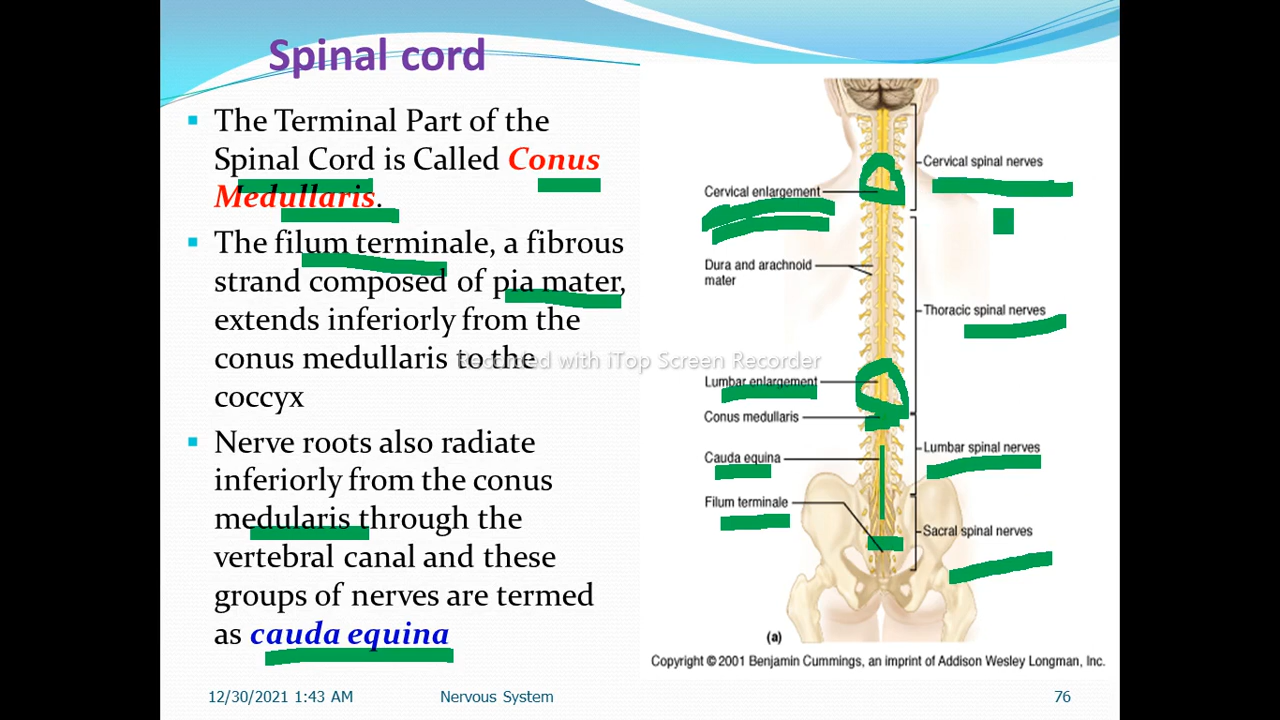 Spinal cord
The Terminal Part of the
Spinal Cord is Called Conus
Medullaris.
The filum terminale, a fibrous
strand composed of pia mater,
extends inferiorly from the
conus medullaris to the
coccyx
Nerve roots also radiate
inferiorly from the conus
medularis through the
vertebral canal and these
groups of nerves are termed
as cauda equina
Recorded with iTop Screen Recorder
Cervical spinal nerves
Cervical enlargement
Dura and arachnoid
mater
Thoracic spinal nerves
Lumbar enlargement
Conus medullaris
Lumbar spinal nerves
Cauda equina
Filum terminale
Sacral spinal nerves
(a)
Copyright © 2001 Benjamin Cummings, an imprint of Addison Wesley Longman, Inc.
12/30/2021 1:43 AM
Nervous System
76